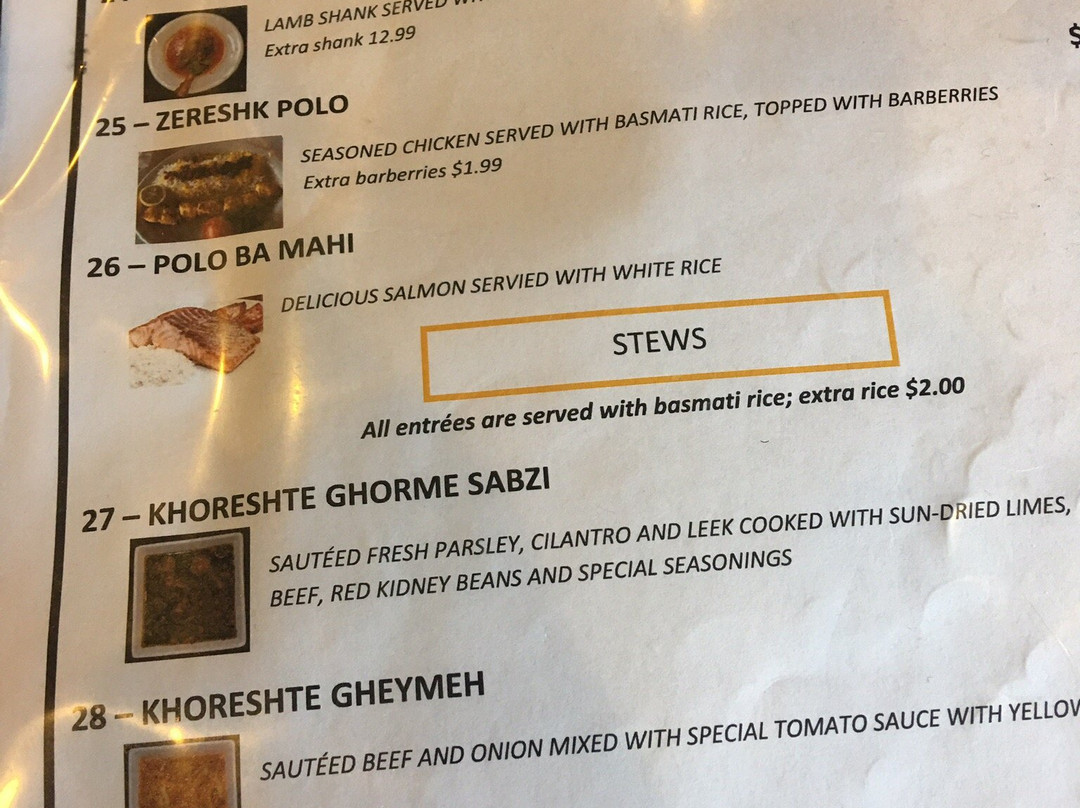 LAMB SHANK SERVED
Extra shank 12.99
$
25 – ZERESHK POLO
SEASONED CHICKEN SERVED WITH BASMATI RICE, TOPPED WITH BARBERRIES
Extra barberries $1.99
26 – POLO BA MAHI
DELICIOUS SALMON SERVIED WITH WHITE RICE
STEWS
All entrées are served with basmati rice; extra rice $2.00
27 – KHORESHTE GHORME SABZI
SAUTÉED FRESH PARSLEY, CILANTRO AND LEEK COOKED WITH SUN-DRIED LIMES,
BEEF, RED KIDNEY BEANS AND SPECIAL SEASONINGS
28 – KHORESHTE GHEYMEH
SAUTÉED BEEF AND ONION MIXED WITH SPECIAL TOMATO SAUCE WITH